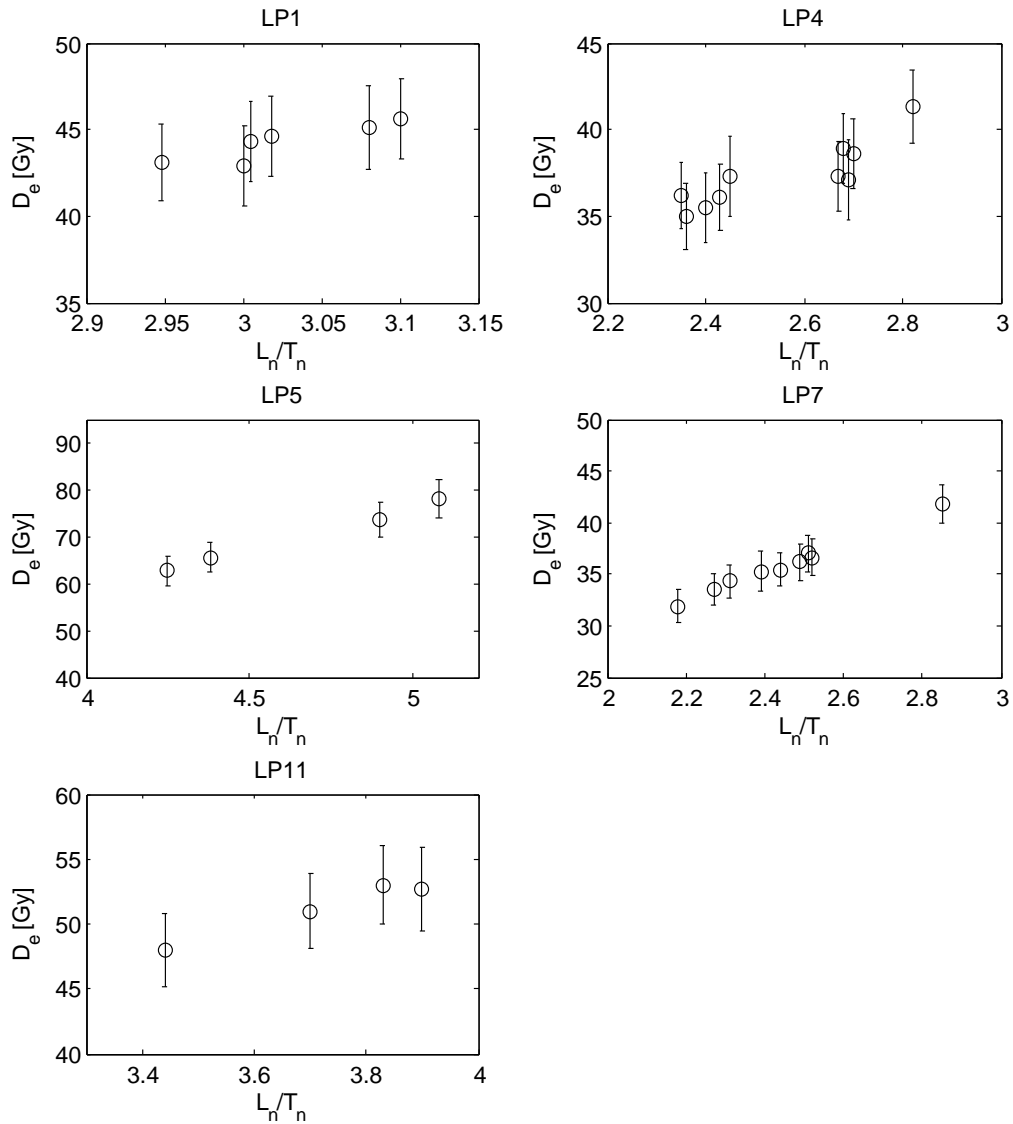 LP1
50
45
40
35
D_e [Gy]
2.9 2.95 3 3.05 3.1 3.15
L_n/T_n
LP4
45
40
35
30
D_e [Gy]
2.2 2.4 2.6 2.8 3
L_n/T_n
LP5
90
80
70
60
50
40
D_e [Gy]
4 4.5 5
L_n/T_n
LP7
50
45
40
35
30
25
D_e [Gy]
2 2.2 2.4 2.6 2.8 3
L_n/T_n
LP11
60
55
50
45
40
D_e [Gy]
3.4 3.6 3.8 4
L_n/T_n